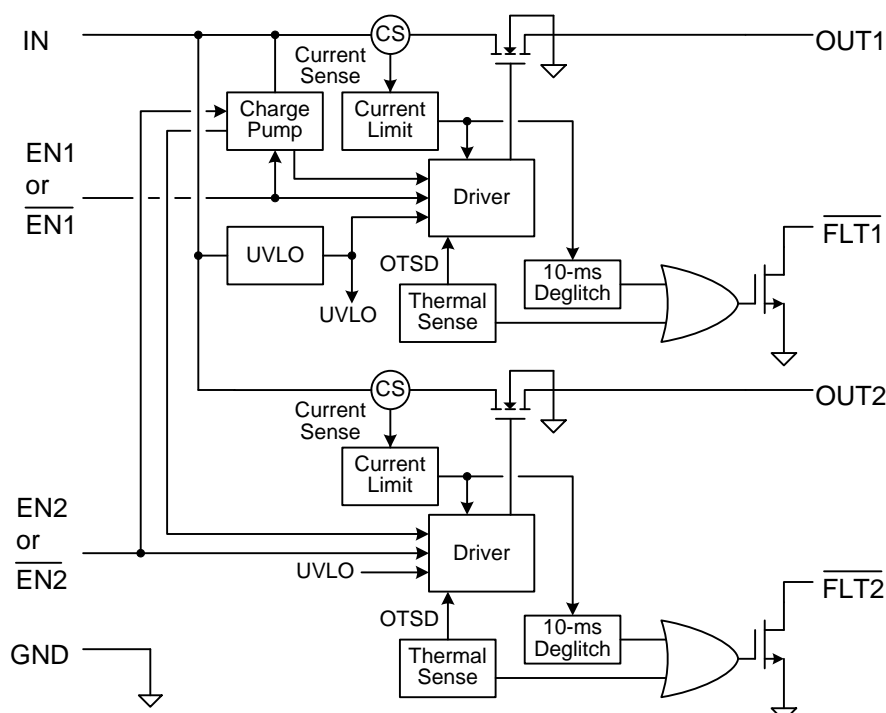 IN
CS
OUT1
Current
Sense
Charge
Pump
Current
Limit
EN1
or
EN1
Driver
FLT1
UVLO
OTSD
10-ms
Deglitch
UVLO
Thermal
Sense
CS
OUT2
Current
Sense
Current
Limit
EN2
or
EN2
Driver
UVLO
FLT2
OTSD
10-ms
Deglitch
GND
Thermal
Sense